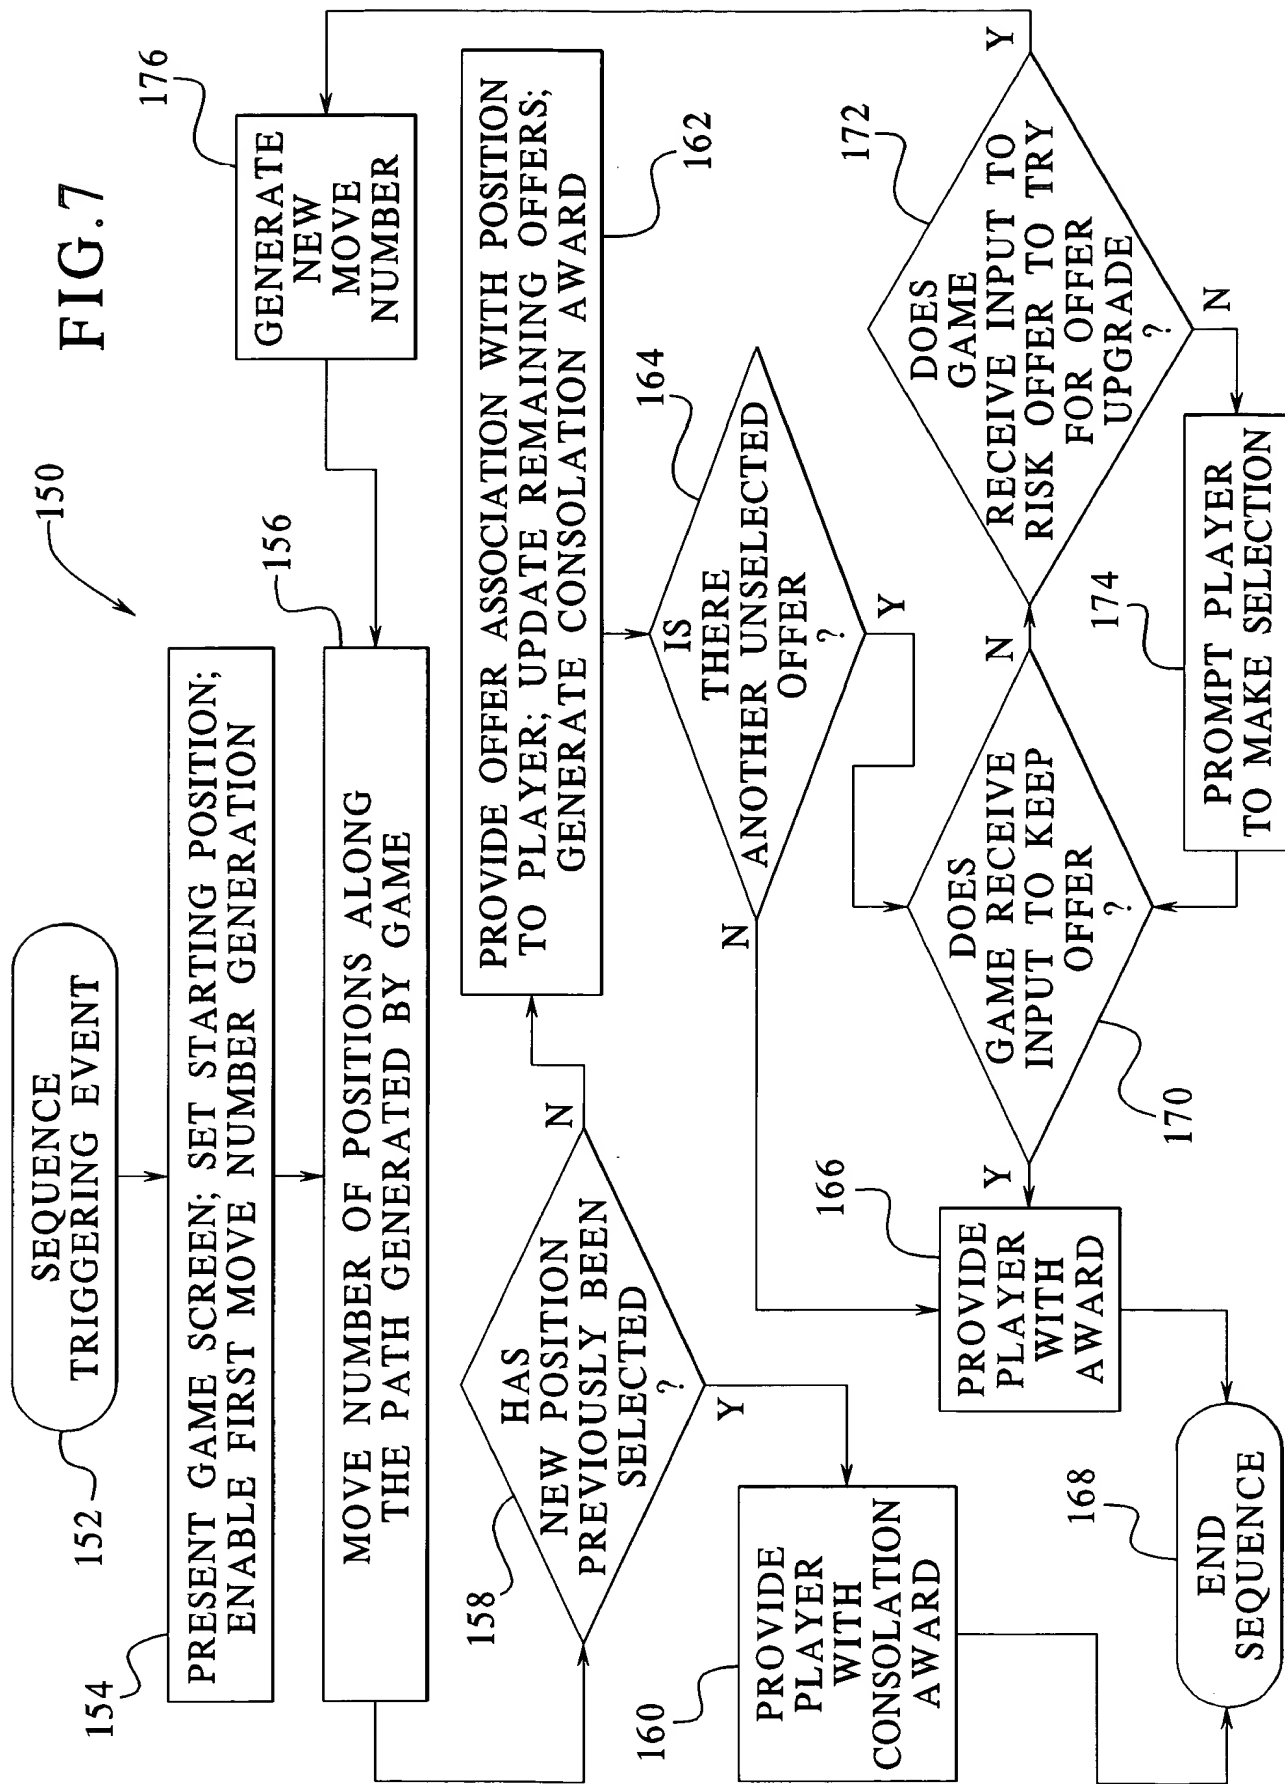 FIG.7
150
SEQUENCE
TRIGGERING EVENT
152
PRESENT GAME SCREEN; SET STARTING POSITION;
ENABLE FIRST MOVE NUMBER GENERATION
154
MOVE NUMBER OF POSITIONS ALONG
THE PATH GENERATED BY GAME
156
GENERATE
NEW
MOVE
NUMBER
176
HAS
NEW POSITION
PREVIOUSLY BEEN
SELECTED
?
158
N
Y
PROVIDE OFFER ASSOCIATION WITH POSITION
TO PLAYER; UPDATE REMAINING OFFERS;
GENERATE CONSOLATION AWARD
162
PROVIDE
PLAYER
WITH
CONSOLATION
AWARD
160
IS
THERE
ANOTHER UNSELECTED
OFFER
?
164
N
Y
PROVIDE
PLAYER
WITH
AWARD
166
Y
DOES
GAME RECEIVE
INPUT TO KEEP
OFFER
?
170
N
DOES
GAME
RECEIVE INPUT TO
RISK OFFER TO TRY
FOR OFFER
UPGRADE
?
172
Y
N
PROMPT PLAYER
TO MAKE SELECTION
174
END
SEQUENCE
168